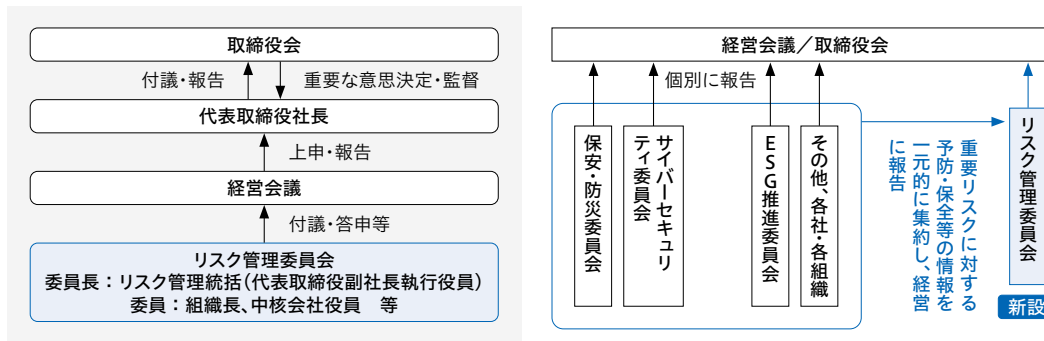 取締役会
付議・報告
重要な意思決定・監督
代表取締役社長
上申・報告
経営会議
付議・答申等
リスク管理委員会
委員長：リスク管理統括（代表取締役副社長執行役員）
委員：組織長、中核会社役員　等
経営会議／取締役会
個別に報告
保安・防災委員会
サイバーセキュリ
ティ委員会
ESG推進委員会
その他、各社・各組織
重要リスクに対する
予防・保全等の情報を
一元的に集約し、経営
に報告
リスク管理委員会
新設